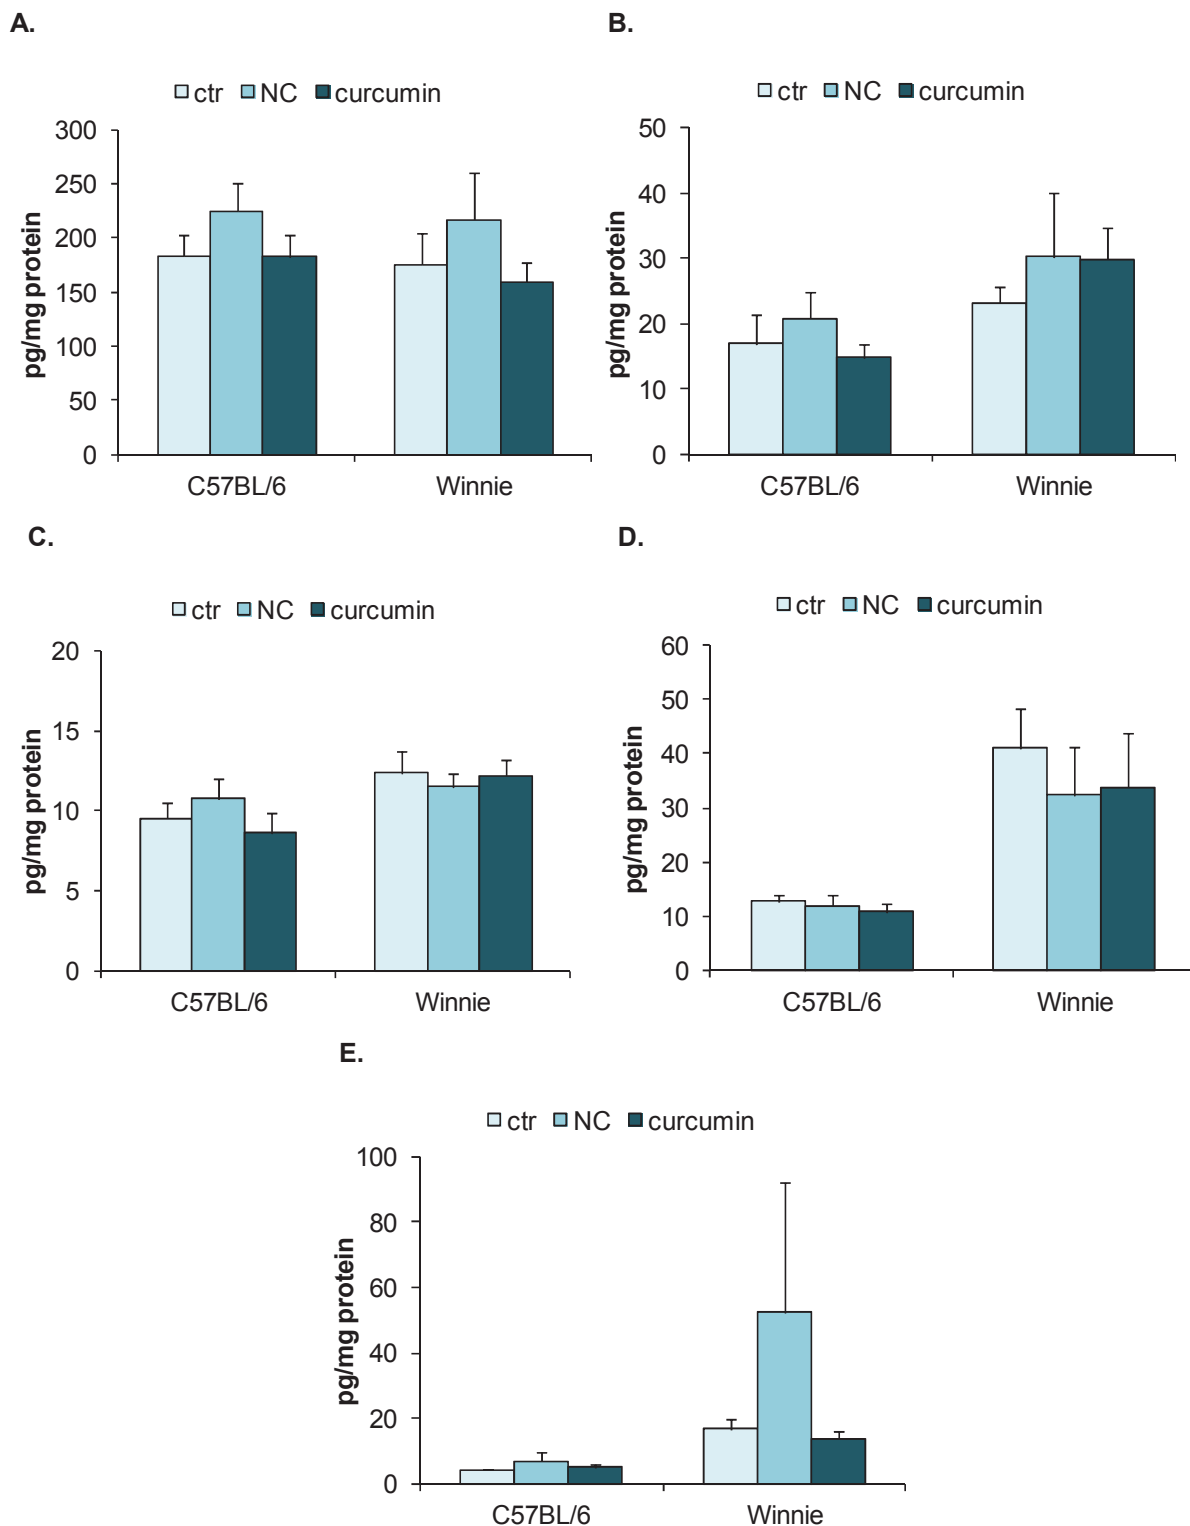 A.
ctr NC curcumin
pg/mg protein
300
250
200
150
100
50
0
C57BL/6 Winnie
B.
ctr NC curcumin
pg/mg protein
50
40
30
20
10
0
C57BL/6 Winnie
C.
ctr NC curcumin
pg/mg protein
20
15
10
5
0
C57BL/6 Winnie
D.
ctr NC curcumin
pg/mg protein
60
50
40
30
20
10
0
C57BL/6 Winnie
E.
ctr NC curcumin
pg/mg protein
100
80
60
40
20
0
C57BL/6 Winnie